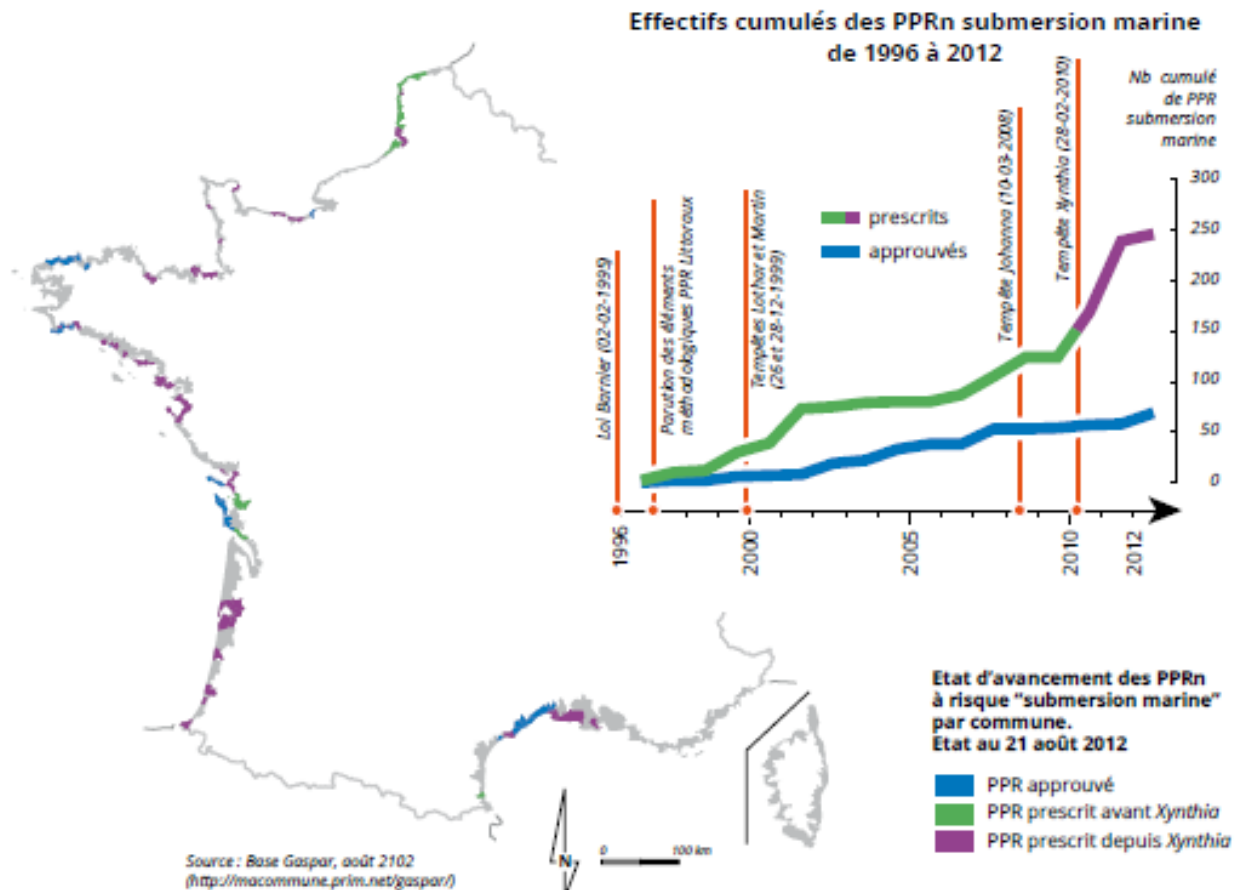 Effectifs cumulés des PPRn submersion marine
de 1996 à 2012
Nb cumulé
de PPR
submersion
marine
Loi Barnier (02-02-1995)
Parution des éléments
méthodologiques PPR Littoraux
Tempêtes Lothar et Martin
(26 et 28-12-1999)
Tempête Johanna (10-03-2008)
Tempête Xynthia (28-02-2010)
prescrits
approuvés
300
250
200
150
100
50
0
1996
2000
2005
2010
2012
Etat d'avancement des PPRn
à risque "submersion marine"
par commune.
Etat au 21 août 2012
PPR approuvé
PPR prescrit avant Xynthia
PPR prescrit depuis Xynthia
N
0 100 km
Source : Base Gaspar, août 2102
(http://macommune.prim.net/gaspar/)